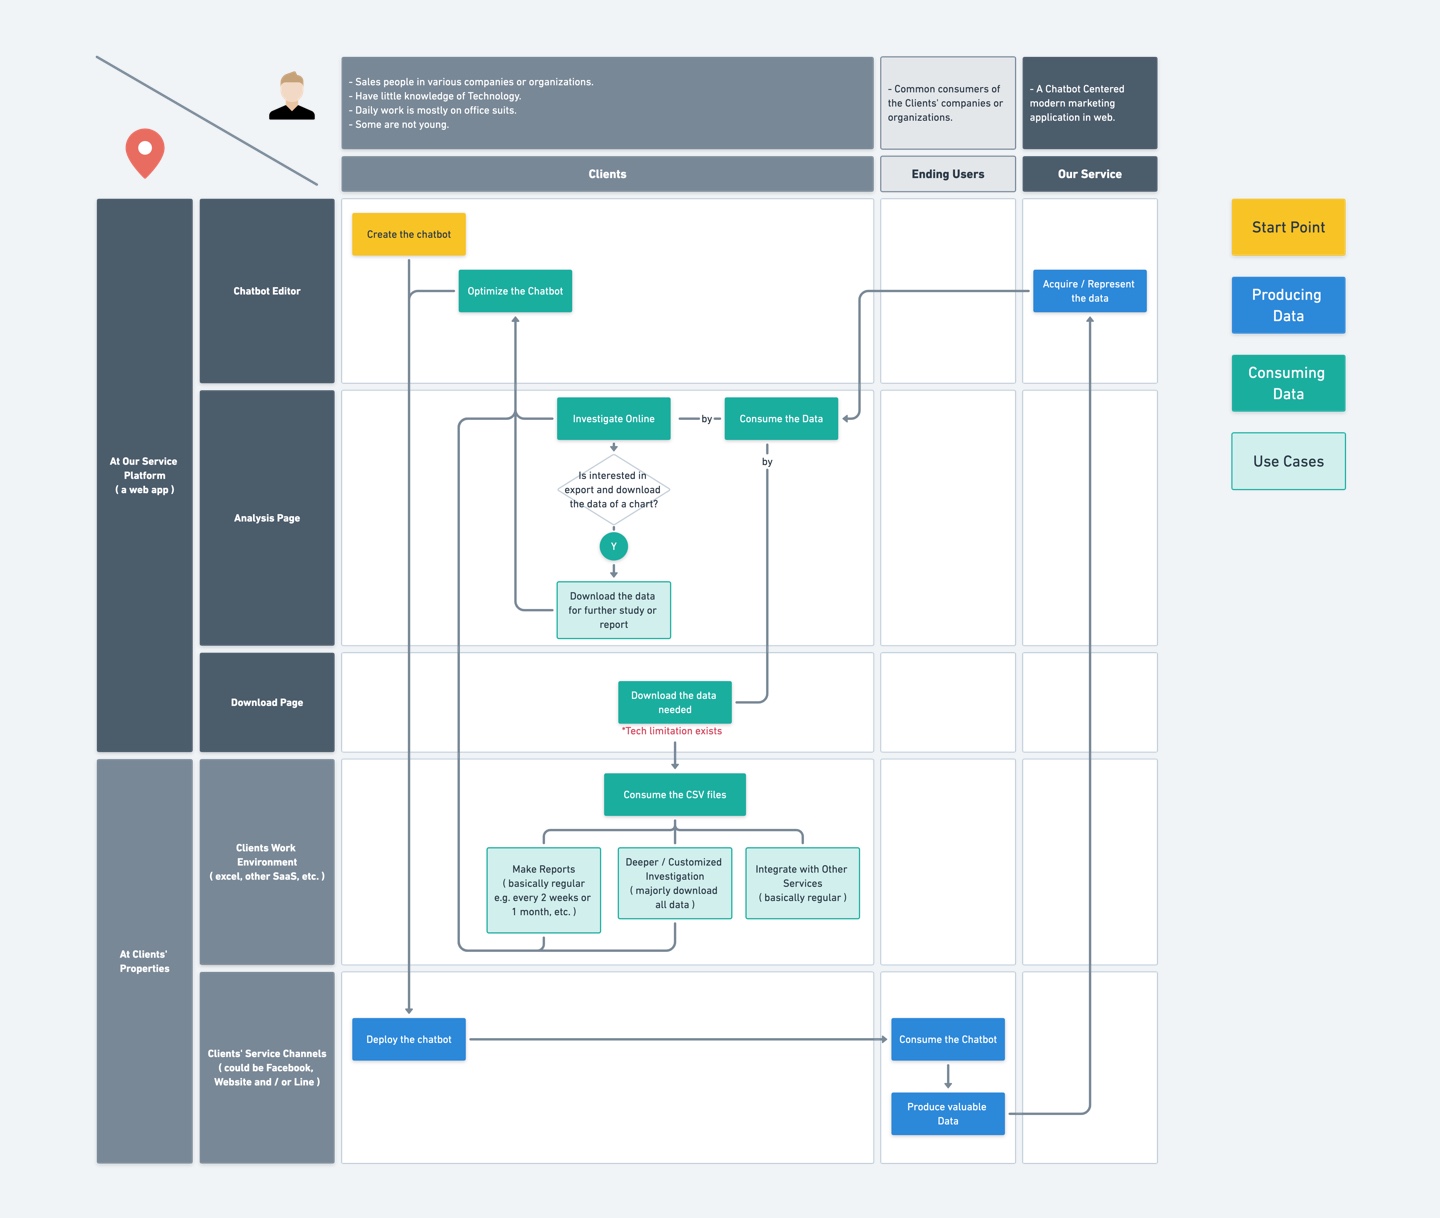 - Sales people in various companies or organizations.
- Have little knowledge of Technology.
- Daily work is mostly on office suits.
- Some are not young.
- Common consumers of
the Clients' companies or
organizations.
- A Chatbot Centered
modern marketing
application in web.
Clients
Ending Users
Our Service
At Our Service
Platform
( a web app )
Chatbot Editor
Create the chatbot
Optimize the Chatbot
Acquire / Represent
the data
Analysis Page
Investigate Online
by
Consume the Data
by
Is interested in
export and download
the data of a chart?
Y
Download the data
for further study or
report
Download Page
Download the data
needed
*Tech limitation exists
At Clients'
Properties
Clients Work
Environment
( excel, other SaaS, etc. )
Consume the CSV files
Make Reports
( basically regular
e.g. every 2 weeks or
1 month, etc. )
Deeper / Customized
Investigation
( majorly download
all data )
Integrate with Other
Services
( basically regular )
Clients' Service Channels
( could be Facebook,
Website and / or Line )
Deploy the chatbot
Consume the Chatbot
Produce valuable
Data
Start Point
Producing
Data
Consuming
Data
Use Cases